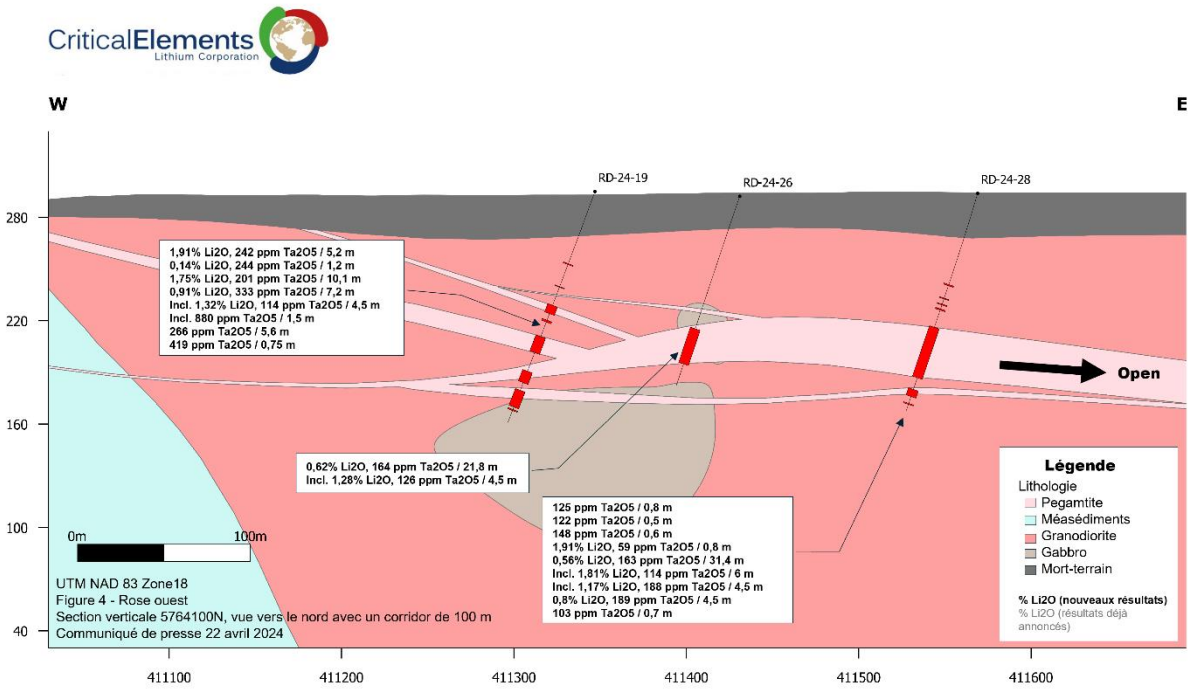 CriticalElements
Lithium Corporation
W
E
RD-24-19
RD-24-26
RD-24-28
280
220
160
100
40
1,91% Li2O, 242 ppm Ta2O5 / 5,2 m
0,14% Li2O, 244 ppm Ta2O5 / 1,2 m
1,75% Li2O, 201 ppm Ta2O5 / 10,1 m
0,91% Li2O, 333 ppm Ta2O5 / 7,2 m
Incl. 1,32% Li2O, 114 ppm Ta2O5 / 4,5 m
Incl. 880 ppm Ta2O5 / 1,5 m
266 ppm Ta2O5 / 5,6 m
419 ppm Ta2O5 / 0,75 m
Open
0,62% Li2O, 164 ppm Ta2O5 / 21,8 m
Incl. 1,28% Li2O, 126 ppm Ta2O5 / 4,5 m
125 ppm Ta2O5 / 0,8 m
122 ppm Ta2O5 / 0,5 m
148 ppm Ta2O5 / 0,6 m
1,91% Li2O, 59 ppm Ta2O5 / 0,8 m
0,56% Li2O, 163 ppm Ta2O5 / 31,4 m
Incl. 1,81% Li2O, 114 ppm Ta2O5 / 6 m
Incl. 1,17% Li2O, 188 ppm Ta2O5 / 4,5 m
0,8% Li2O, 189 ppm Ta2O5 / 4,5 m
103 ppm Ta2O5 / 0,7 m
Légende
Lithologie
Pegamtite
Méasédiments
Granodiorite
Gabbro
Mort-terrain
% Li2O (nouveaux résultats)
% Li2O (résultats déjà
annoncés)
0m 100m
UTM NAD 83 Zone18
Figure 4 - Rose ouest
Section verticale 5764100N, vue vers le nord avec un corridor de 100 m
Communiqué de presse 22 avril 2024
411100 411200 411300 411400 411500 411600